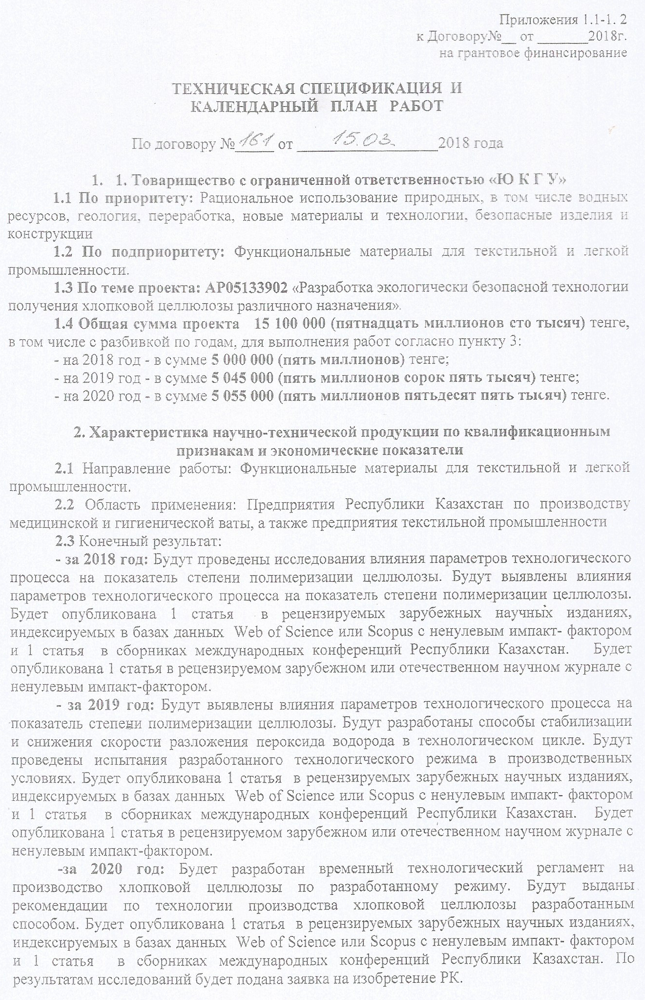 Приложения 1.1-1. 2
к Договору№__ от _______2018г.
на грантовое финансирование
ТЕХНИЧЕСКАЯ СПЕЦИФИКАЦИЯ И
КАЛЕНДАРНЫЙ ПЛАН РАБОТ
По договору № 161 от 15.03. 2018 года
1. 1. Товарищество с ограниченной ответственностью «Ю К Г У»
1.1 По приоритету: Рациональное использование природных, в том числе водных
ресурсов, геология, переработка, новые материалы и технологии, безопасные изделия и
конструкции
1.2 По подприоритету: Функциональные материалы для текстильной и легкой
промышленности.
1.3 По теме проекта: АР05133902 «Разработка экологически безопасной технологии
получения хлопковой целлюлозы различного назначения».
1.4 Общая сумма проекта 15 100 000 (пятнадцать миллионов сто тысяч) тенге,
в том числе с разбивкой по годам, для выполнения работ согласно пункту 3:
- на 2018 год - в сумме 5 000 000 (пять миллионов) тенге;
- на 2019 год - в сумме 5 045 000 (пять миллионов сорок пять тысяч) тенге;
- на 2020 год - в сумме 5 055 000 (пять миллионов пятьдесят пять тысяч) тенге.
2. Характеристика научно-технической продукции по квалификационным
признакам и экономические показатели
2.1 Направление работы: Функциональные материалы для текстильной и легкой
промышленности.
2.2 Область применения: Предприятия Республики Казахстан по производству
медицинской и гигиенической ваты, а также предприятия текстильной промышленности
2.3 Конечный результат:
- за 2018 год: Будут проведены исследования влияния параметров технологического
процесса на показатель степени полимеризации целлюлозы. Будут выявлены влияния
параметров технологического процесса на показатель степени полимеризации целлюлозы.
Будет опубликована 1 статья в рецензируемых зарубежных научных изданиях,
индексируемых в базах данных Web of Science или Scopus с ненулевым импакт- фактором
и 1 статья в сборниках международных конференций Республики Казахстан. Будет
опубликована 1 статья в рецензируемом зарубежном или отечественном научном журнале с
ненулевым импакт-фактором.
- за 2019 год: Будут выявлены влияния параметров технологического процесса на
показатель степени полимеризации целлюлозы. Будут разработаны способы стабилизации
и снижения скорости разложения пероксида водорода в технологическом цикле. Будут
проведены испытания разработанного технологического режима в производственных
условиях. Будет опубликована 1 статья в рецензируемых зарубежных научных изданиях,
индексируемых в базах данных Web of Science или Scopus с ненулевым импакт- фактором
и 1 статья в сборниках международных конференций Республики Казахстан. Будет
опубликована 1 статья в рецензируемом зарубежном или отечественном научном журнале с
ненулевым импакт-фактором.
-за 2020 год: Будет разработан временный технологический регламент на
производство хлопковой целлюлозы по разработанному режиму. Будут выданы
рекомендации по технологии производства хлопковой целлюлозы разработанным
способом. Будет опубликована 1 статья в рецензируемых зарубежных научных изданиях,
индексируемых в базах данных Web of Science или Scopus с ненулевым импакт- фактором
и 1 статья в сборниках международных конференций Республики Казахстан. По
результатам исследований будет подана заявка на изобретение РК.